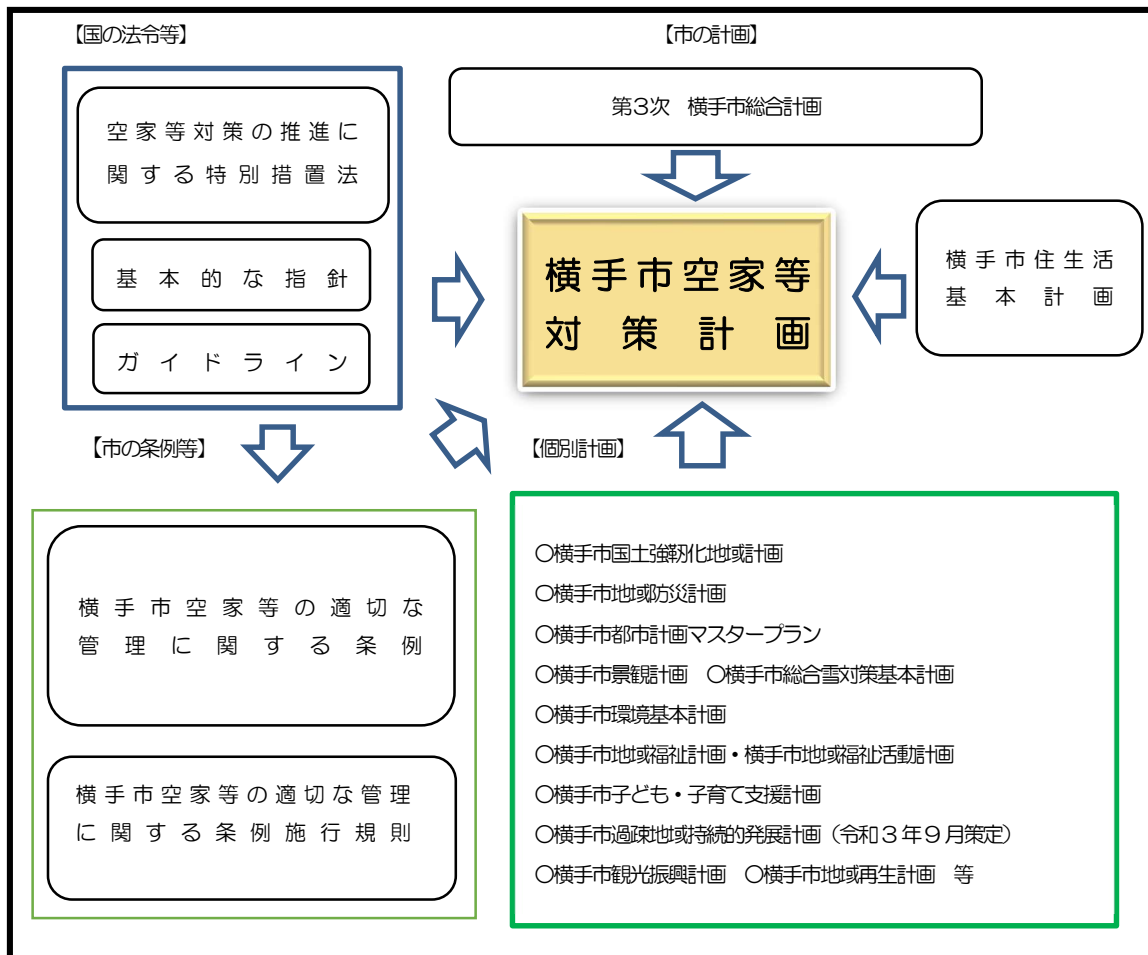 【国の法令等】
空家等対策の推進に
関する特別措置法
基本的な指針
ガイドライン
【市の計画】
第3次　横手市総合計画
横手市空家等
対策計画
横手市住生活
基本計画
【市の条例等】
横手市空家等の適切な
管理に関する条例
横手市空家等の適切な管理
に関する条例施行規則
【個別計画】
〇横手市国土強靭化地域計画
〇横手市地域防災計画
〇横手市都市計画マスタープラン
〇横手市景観計画　〇横手市総合雪対策基本計画
〇横手市環境基本計画
〇横手市地域福祉計画・横手市地域福祉活動計画
〇横手市子ども・子育て支援計画
〇横手市過疎地域持続的発展計画（令和３年９月策定）
〇横手市観光振興計画　〇横手市地域再生計画　等